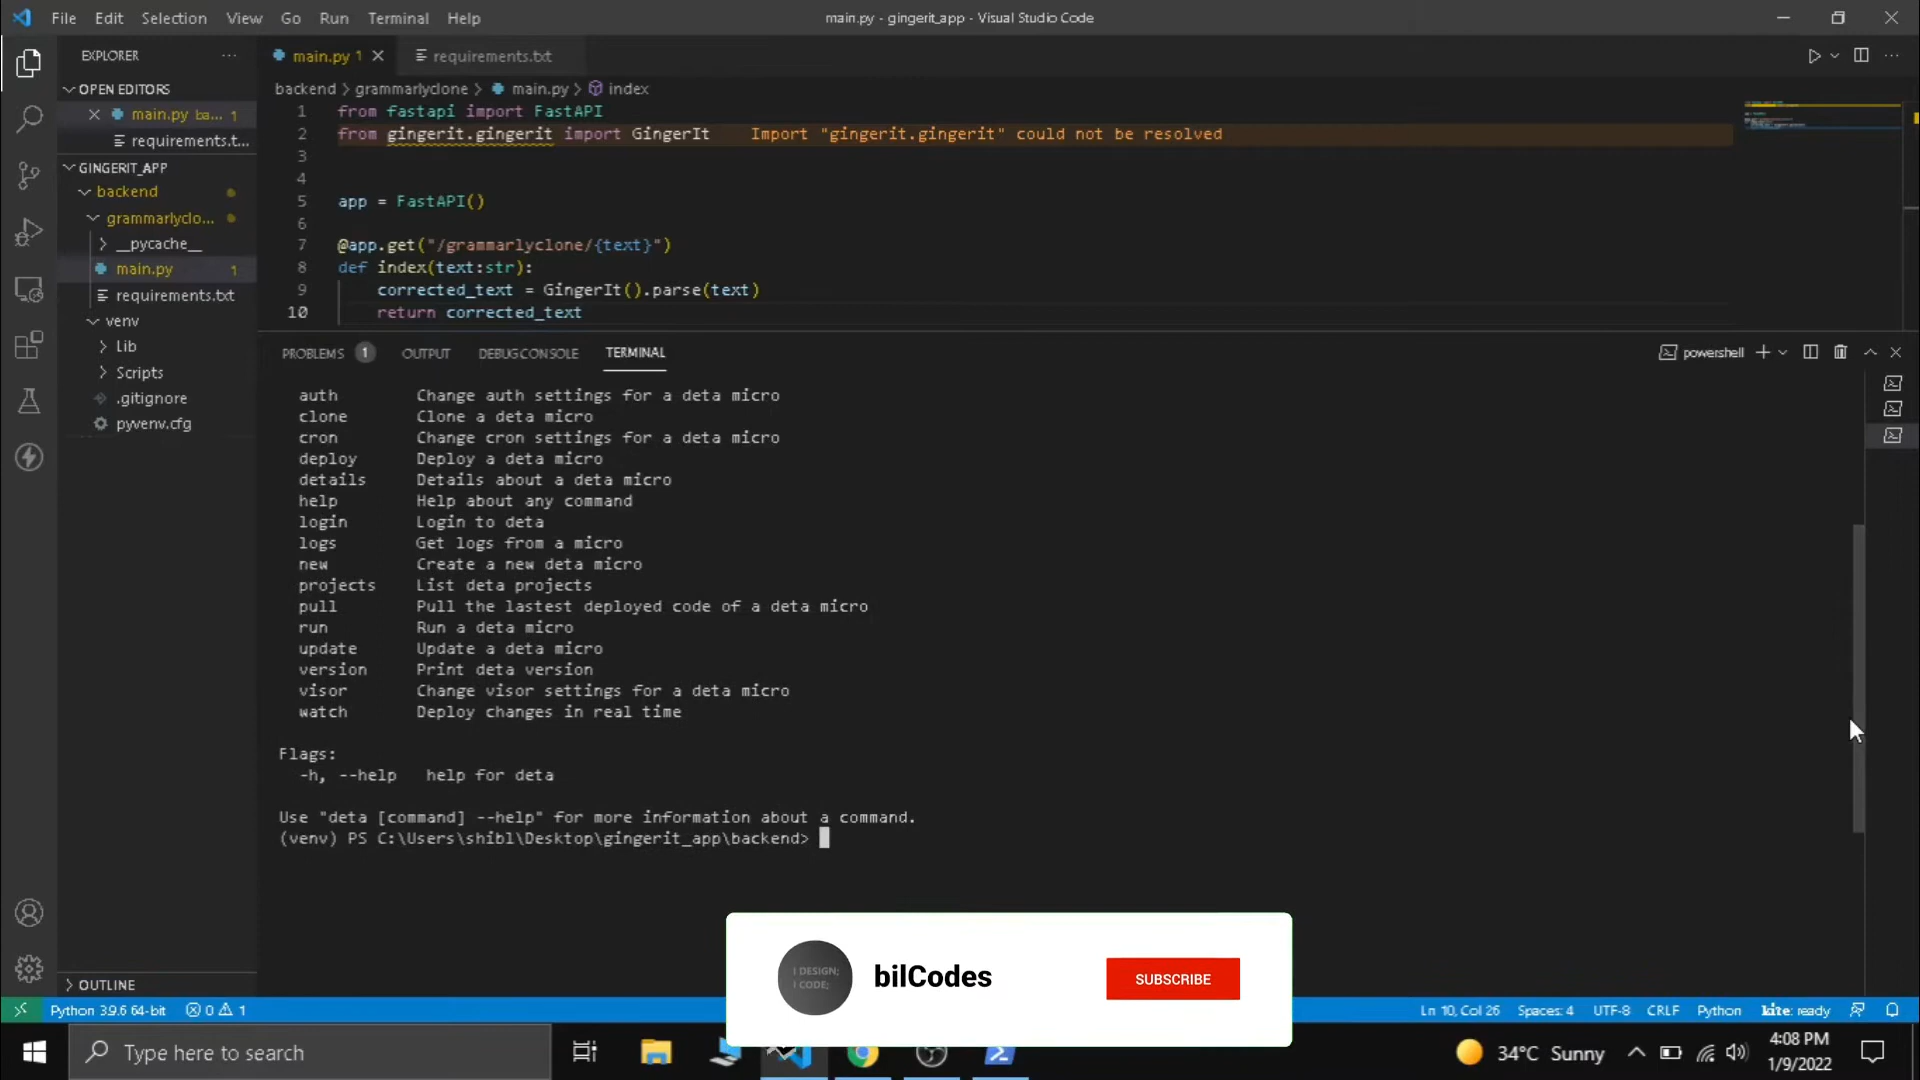 File Edit Selection View Go Run Terminal Help
main.py - gingerit_app - Visual Studio Code
EXPLORER
OPEN EDITORS
main.py ba... 1
requirements.t...
GINGERIT_APP
backend
grammarlyclo...
__pycache__
main.py 1
requirements.txt
venv
Lib
Scripts
.gitignore
pyvenv.cfg
OUTLINE
main.py 1
requirements.txt
backend > grammarlyclone > main.py > index
1 from fastapi import FastAPI
2 from gingerit.gingerit import GingerIt Import "gingerit.gingerit" could not be resolved
3
4
5 app = FastAPI()
6
7 @app.get("/grammarlyclone/{text}")
8 def index(text:str):
9 corrected_text = GingerIt().parse(text)
10 return corrected_text
PROBLEMS 1 OUTPUT DEBUG CONSOLE TERMINAL
powershell
auth Change auth settings for a deta micro
clone Clone a deta micro
cron Change cron settings for a deta micro
deploy Deploy a deta micro
details Details about a deta micro
help Help about any command
login Login to deta
logs Get logs from a micro
new Create a new deta micro
projects List deta projects
pull Pull the lastest deployed code of a deta micro
run Run a deta micro
update Update a deta micro
version Print deta version
visor Change visor settings for a deta micro
watch Deploy changes in real time
Flags:
-h, --help help for deta
Use "deta [command] --help" for more information about a command.
(venv) PS C:\Users\shibl\Desktop\gingerit_app\backend>
I DESIGN;
I CODE;
bilCodes
SUBSCRIBE
Python 3.9.6 64-bit 0 1
Ln 10, Col 26 Spaces: 4 UTF-8 CRLF Python kite: ready
Type here to search
34°C Sunny
4:08 PM
1/9/2022